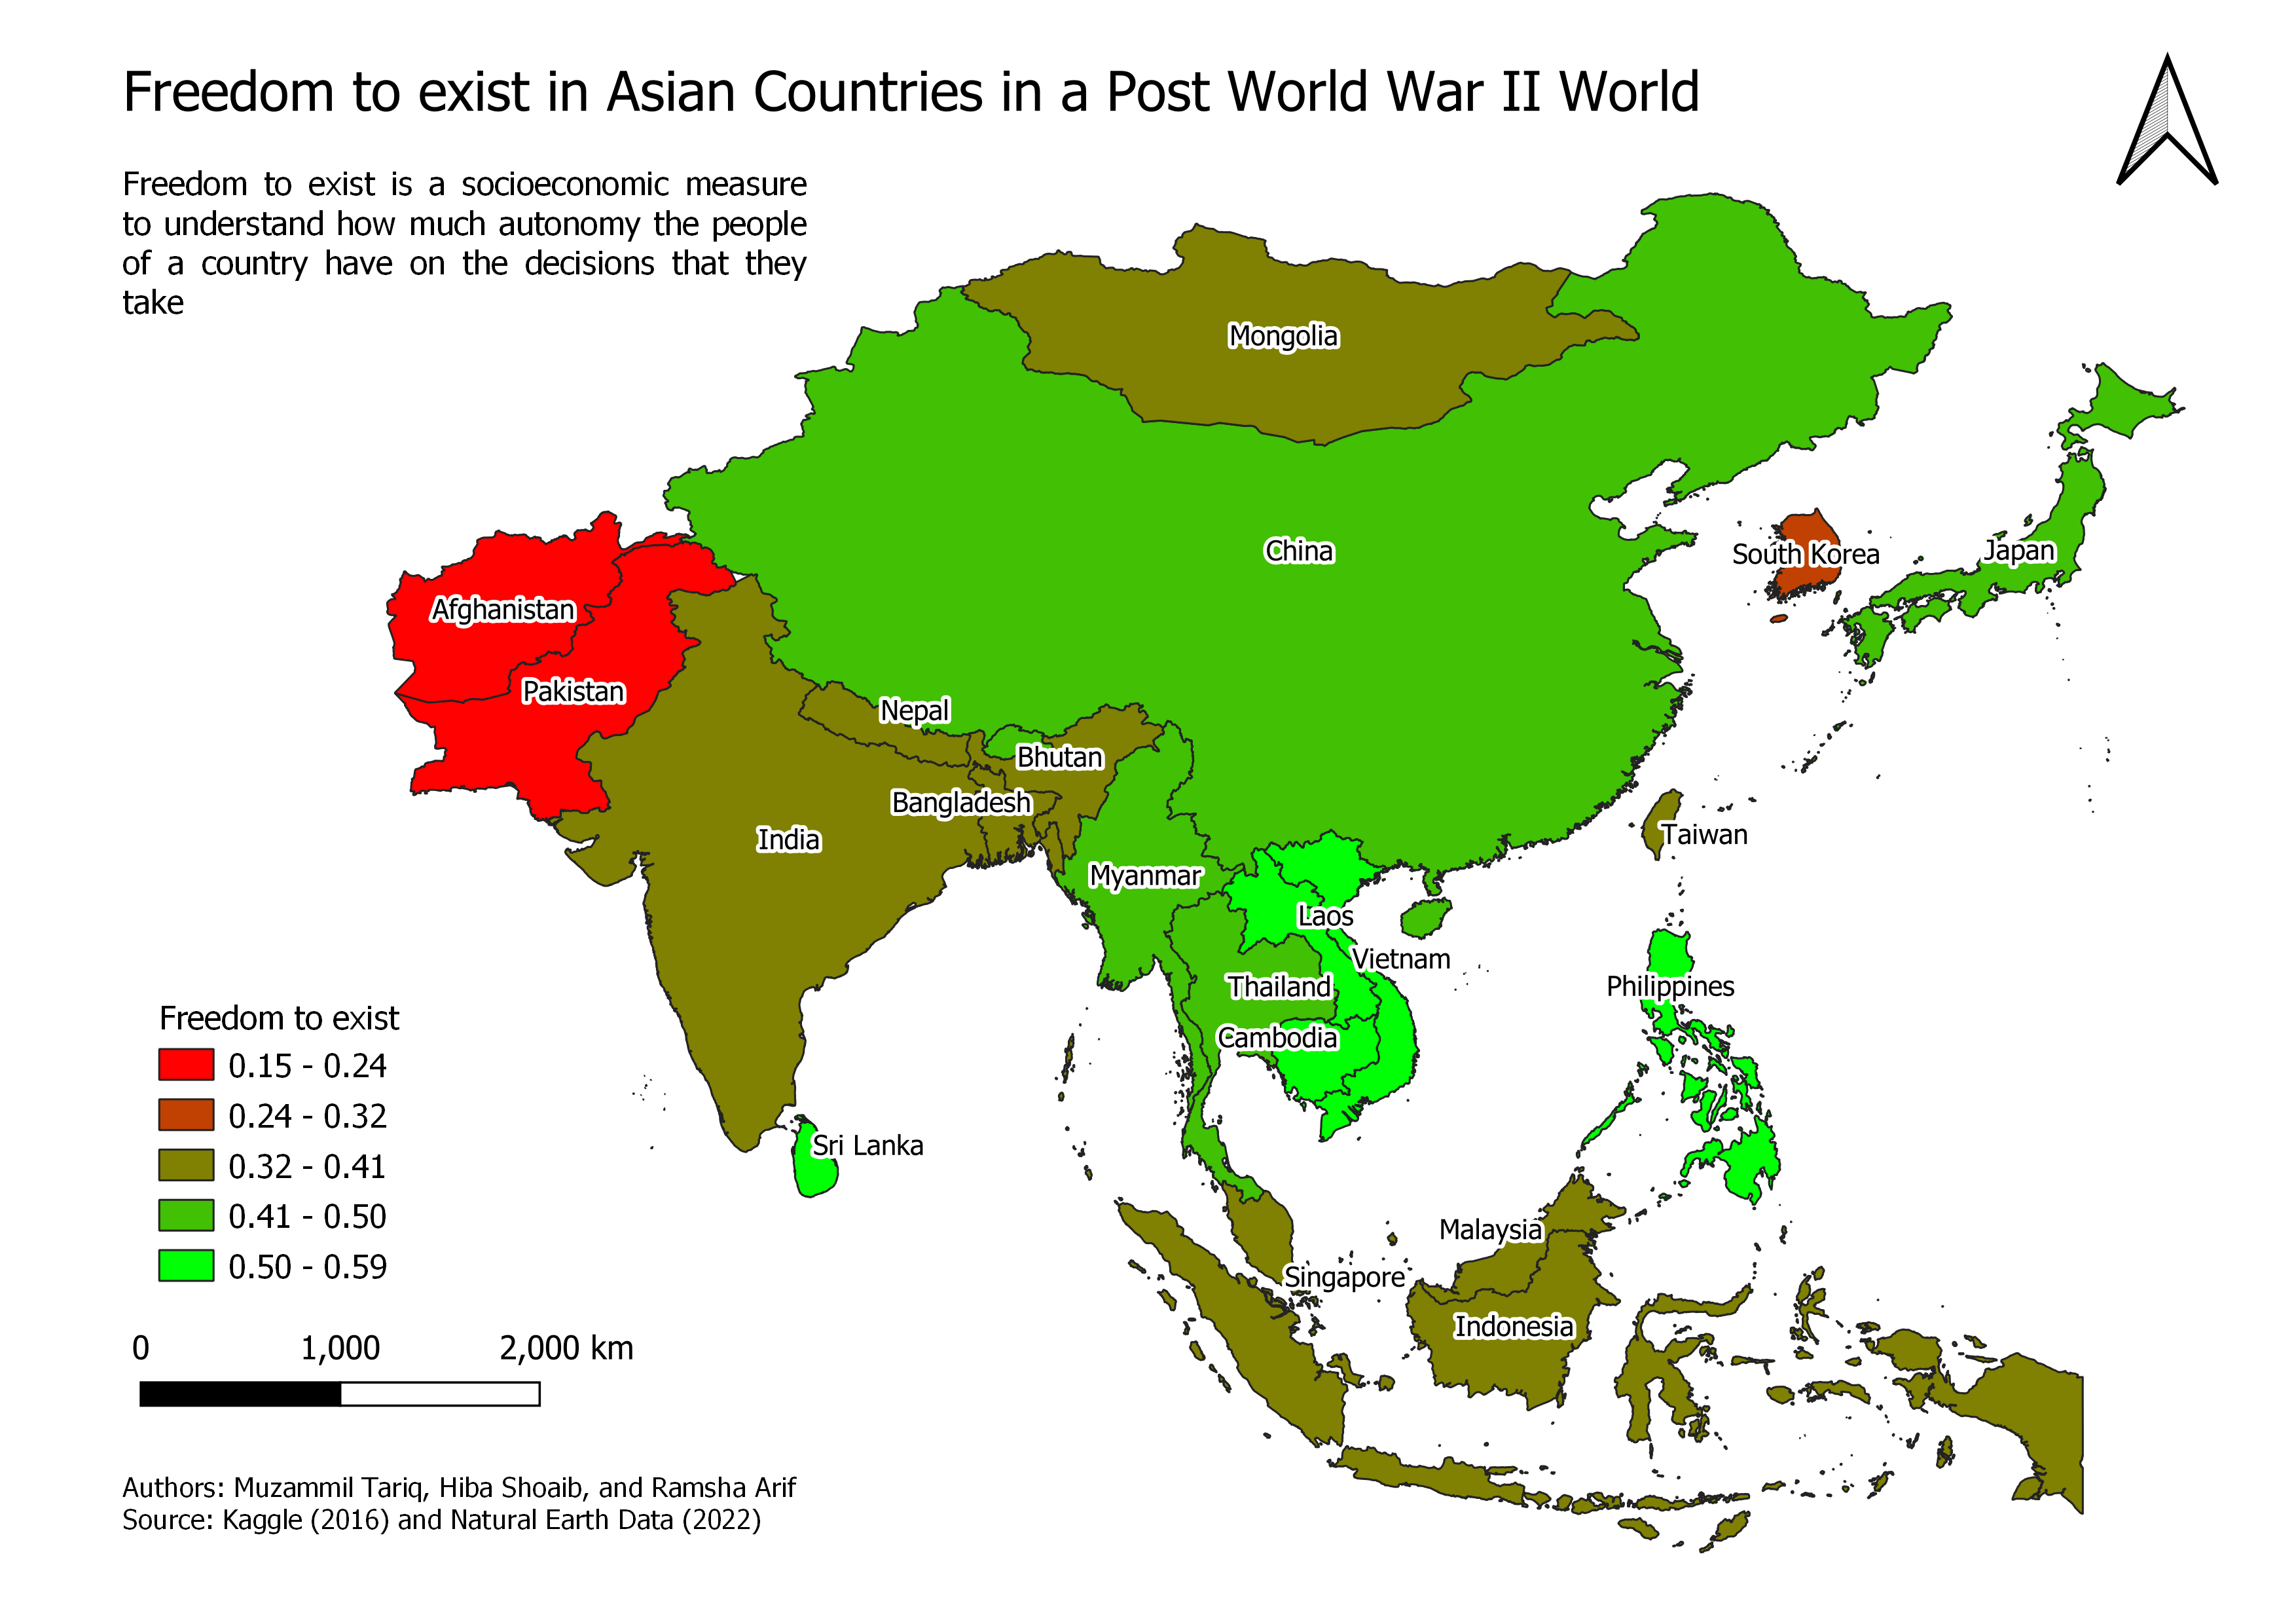 Freedom to exist in Asian Countries in a Post World War II World
Freedom to exist is a socioeconomic measure
to understand how much autonomy the people
of a country have on the decisions that they
take
Mongolia
China
South Korea
Japan
Afghanistan
Pakistan
Nepal
Bhutan
Bangladesh
India
Taiwan
Myanmar
Laos
Vietnam
Thailand
Philippines
Cambodia
Sri Lanka
Malaysia
Singapore
Indonesia
Freedom to exist
0.15 - 0.24
0.24 - 0.32
0.32 - 0.41
0.41 - 0.50
0.50 - 0.59
0 1,000 2,000 km
Authors: Muzammil Tariq, Hiba Shoaib, and Ramsha Arif
Source: Kaggle (2016) and Natural Earth Data (2022)